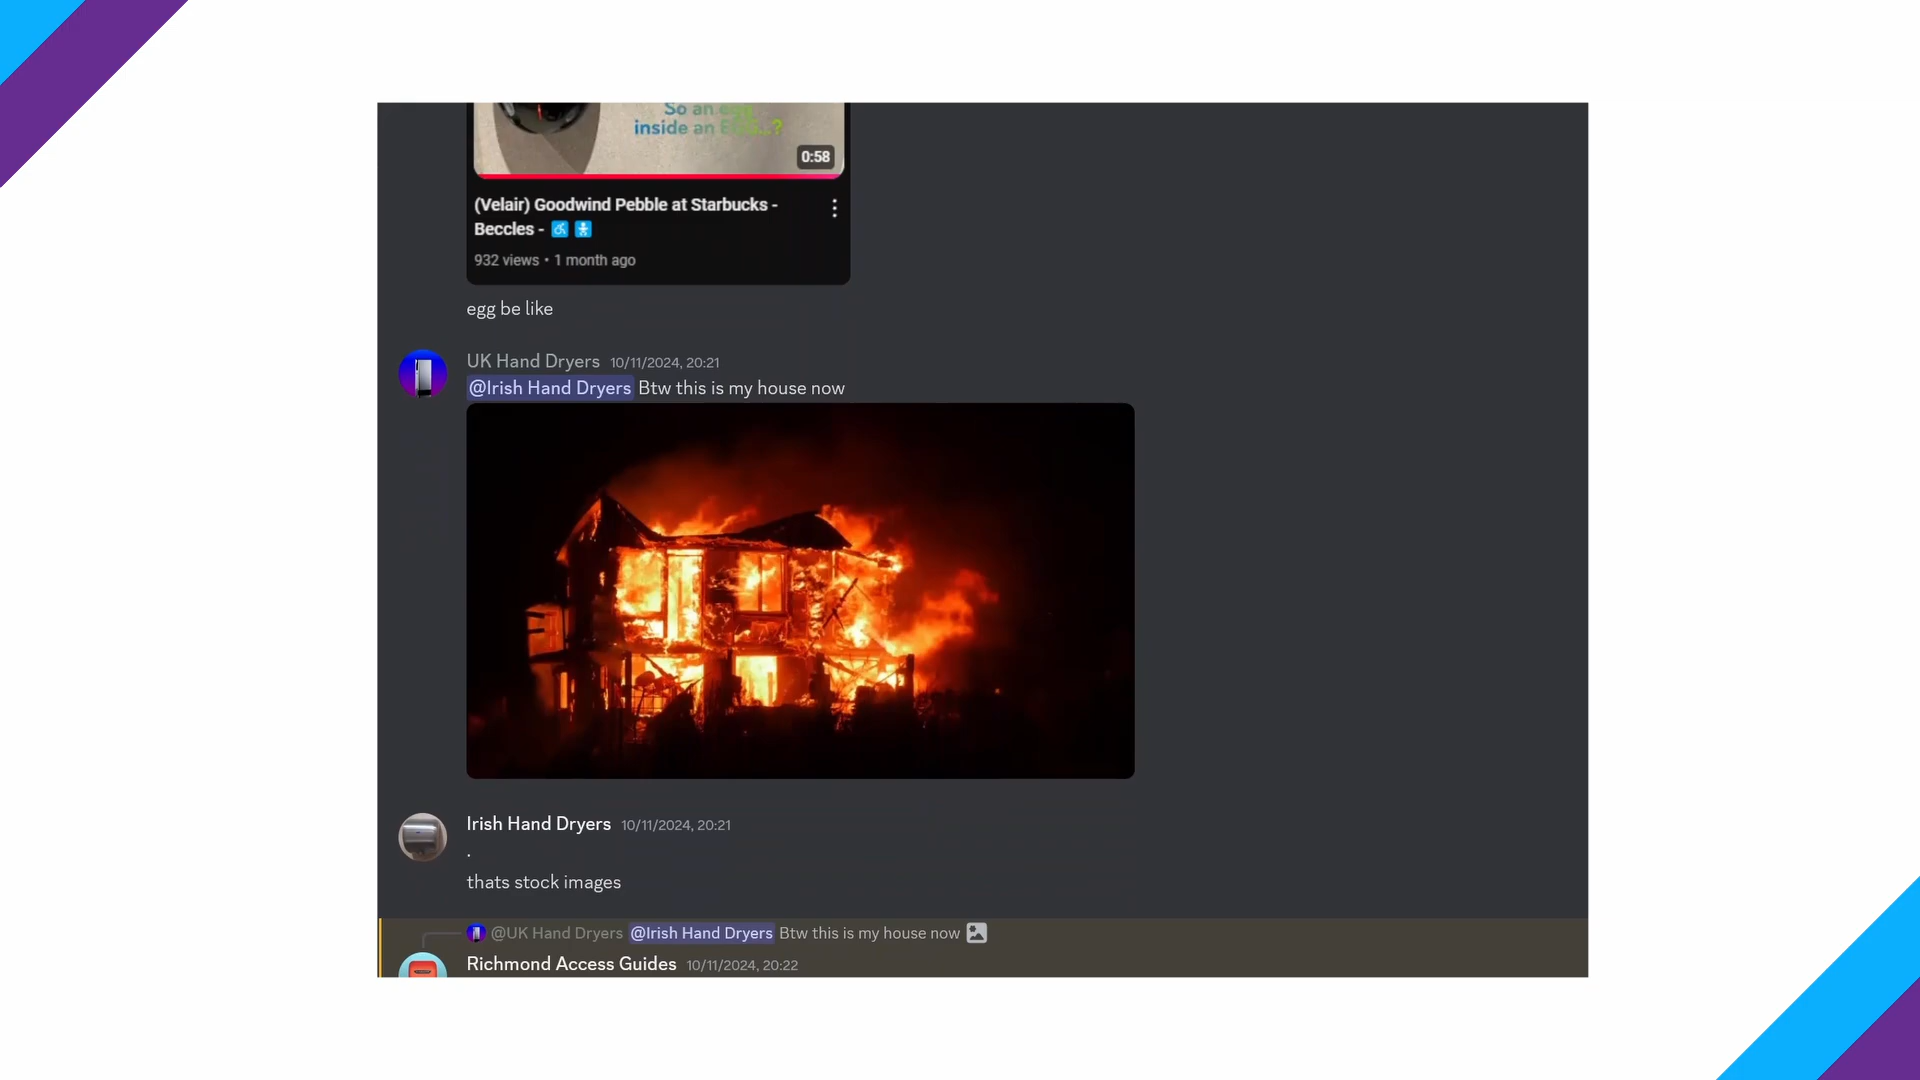 So an egg
inside an EGG...?
0:58
(Velair) Goodwind Pebble at Starbucks -
Beccles - ♿ 🚼
932 views • 1 month ago
egg be like
UK Hand Dryers 10/11/2024, 20:21
@Irish Hand Dryers Btw this is my house now
Irish Hand Dryers 10/11/2024, 20:21
.
thats stock images
@UK Hand Dryers @Irish Hand Dryers Btw this is my house now
Richmond Access Guides 10/11/2024, 20:22